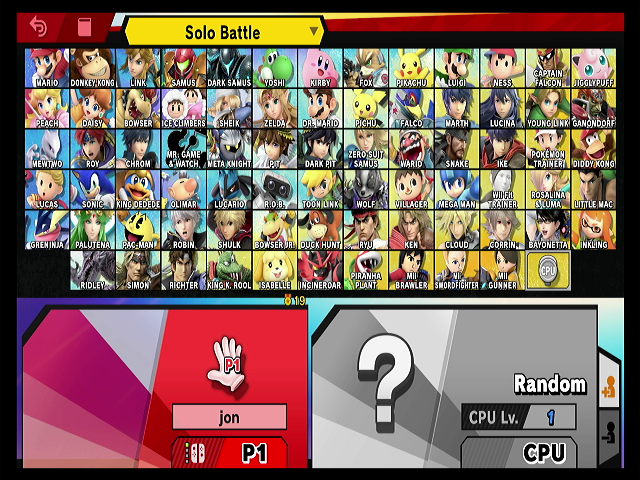 Solo Battle
MARIO DONKEY KONG LINK SAMUS DARK SAMUS YOSHI KIRBY FOX PIKACHU LUIGI NESS CAPTAIN FALCON JIGGLYPUFF
PEACH DAISY BOWSER ICE CLIMBERS SHEIK ZELDA DR. MARIO PICHU FALCO MARTH LUCINA YOUNG LINK GANONDORF
MEWTWO ROY CHROM MR. GAME & WATCH META KNIGHT PIT DARK PIT ZERO SUIT SAMUS WARIO SNAKE IKE POKÉMON TRAINER DIDDY KONG
LUCAS SONIC KING DEDEDE OLIMAR LUCARIO R.O.B. TOON LINK WOLF VILLAGER MEGA MAN WII FIT TRAINER ROSALINA & LUMA LITTLE MAC
GRENINJA PALUTENA PAC-MAN ROBIN SHULK BOWSER JR. DUCK HUNT RYU KEN CLOUD CORRIN BAYONETTA INKLING
RIDLEY SIMON RICHTER KING K. ROOL ISABELLE INCINEROAR PIRANHA PLANT MII BRAWLER MII SWORDFIGHTER MII GUNNER CPU
19
P1
jon
P1
Random
CPU Lv. 1
CPU